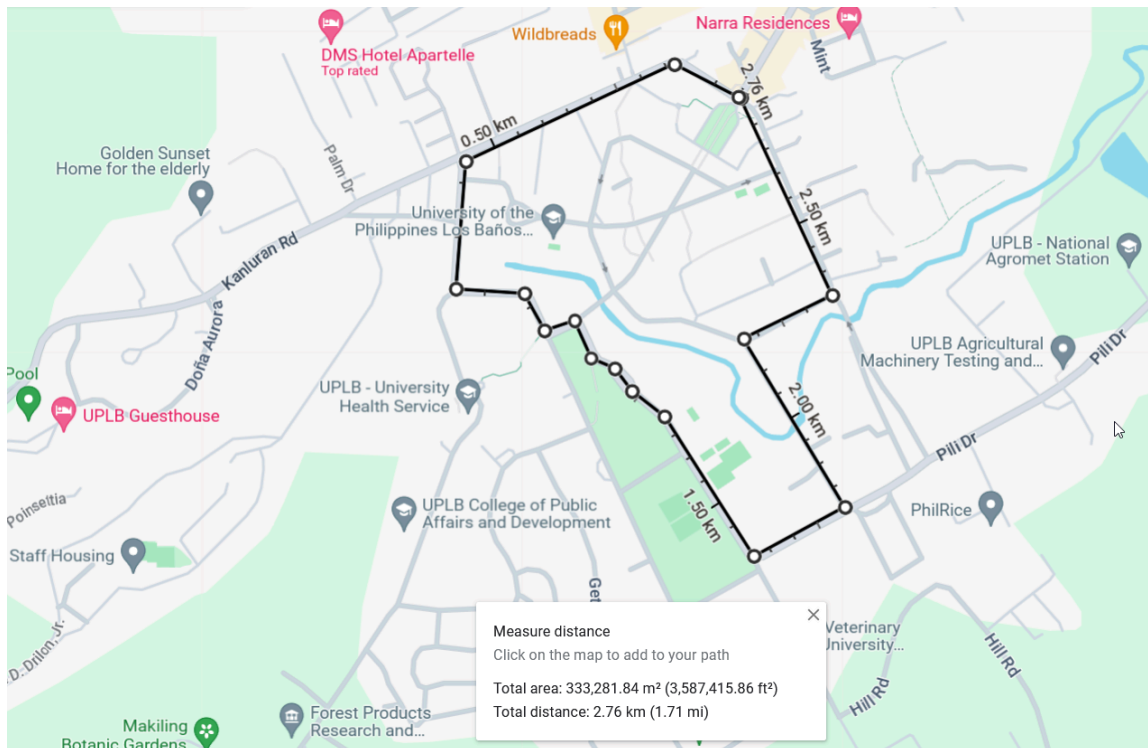 Wildbreads
Narra Residences
DMS Hotel Apartelle
Top rated
Mint
2.76 km
0.50 km
Golden Sunset
Home for the elderly
Palm Dr
University of the
Philippines Los Baños...
2.50 km
Kanluran Rd
UPLB - National
Agromet Station
Doña Aurora
UPLB Agricultural
Machinery Testing and...
Pili Dr
Pool
UPLB Guesthouse
UPLB - University
Health Service
2.00 km
Pili Dr
Poinsettia
UPLB College of Public
Affairs and Development
1.50 km
PhilRice
Staff Housing
Get
Measure distance
Click on the map to add to your path
Total area: 333,281.84 m² (3,587,415.86 ft²)
Total distance: 2.76 km (1.71 mi)
Veterinary
University...
Hill Rd
Hill Rd
D. Drilon, Jr.
Forest Products
Research and...
Makiling
Botanic Gardens